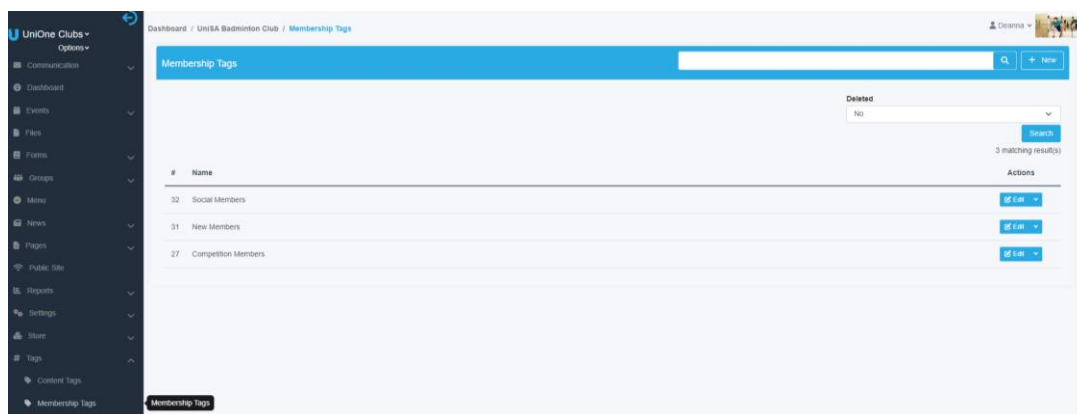 UniOne Clubs
Options
Communication
Dashboard
Events
Files
Forms
Groups
Menu
News
Pages
Public Site
Reports
Settings
Store
Tags
Content Tags
Membership Tags
Membership Tags
Dashboard / UniSA Badminton Club / Membership Tags
Deanna
Membership Tags
+ New
Deleted
No
Search
3 matching result(s)
# Name Actions
32 Social Members Edit
31 New Members Edit
27 Competition Members Edit